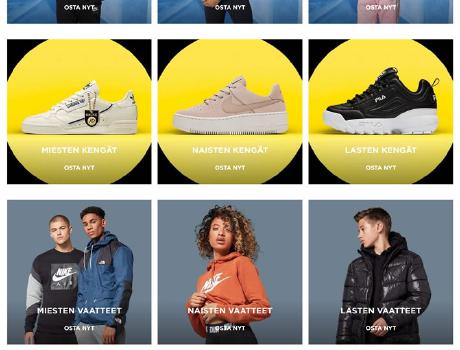 OSTA NYT
OSTA NYT
OSTA NYT
MIESTEN KENGÄT
NAISTEN KENGÄT
LASTEN KENGÄT
OSTA NYT
OSTA NYT
OSTA NYT
FILA
NIKE
AIR
NIKE
MIESTEN VAATTEET
NAISTEN VAATTEET
LASTEN VAATTEET
OSTA NYT
OSTA NYT
OSTA NYT